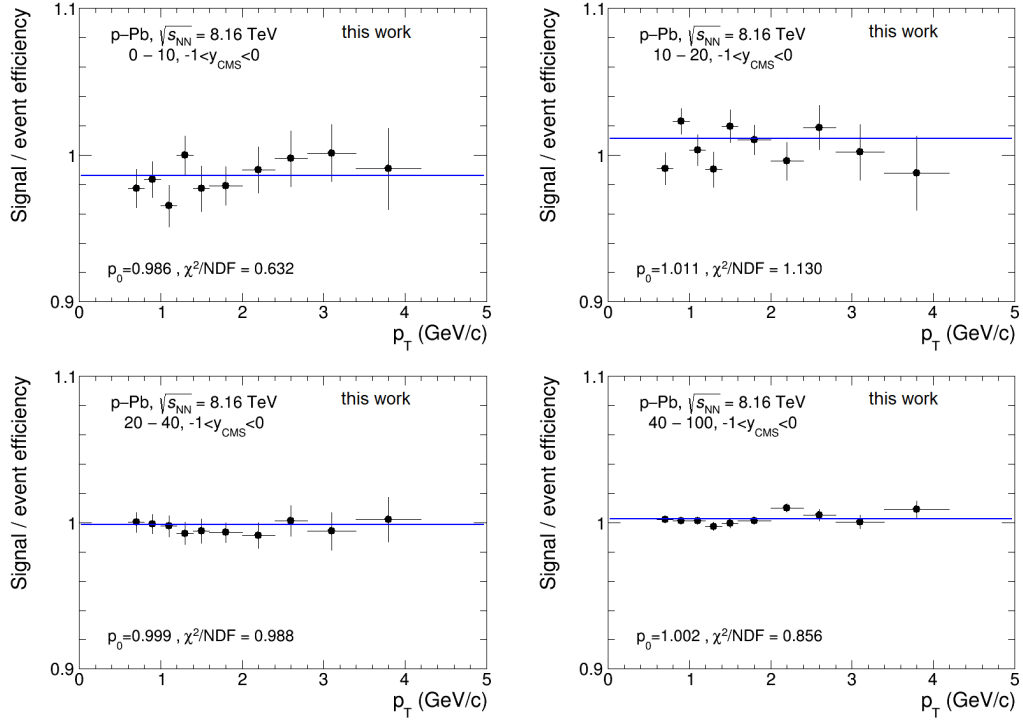 1.1
p–Pb, √sNN = 8.16 TeV
this work
0 – 10, -1<yCMS<0
Signal / event efficiency
1
p0=0.986 , χ2/NDF = 0.632
0.9
0 1 2 3 4 5
pT (GeV/c)
1.1
p–Pb, √sNN = 8.16 TeV
this work
10 – 20, -1<yCMS<0
Signal / event efficiency
1
p0=1.011 , χ2/NDF = 1.130
0.9
0 1 2 3 4 5
pT (GeV/c)
1.1
p–Pb, √sNN = 8.16 TeV
this work
20 – 40, -1<yCMS<0
Signal / event efficiency
1
p0=0.999 , χ2/NDF = 0.988
0.9
0 1 2 3 4 5
pT (GeV/c)
1.1
p–Pb, √sNN = 8.16 TeV
this work
40 – 100, -1<yCMS<0
Signal / event efficiency
1
p0=1.002 , χ2/NDF = 0.856
0.9
0 1 2 3 4 5
pT (GeV/c)